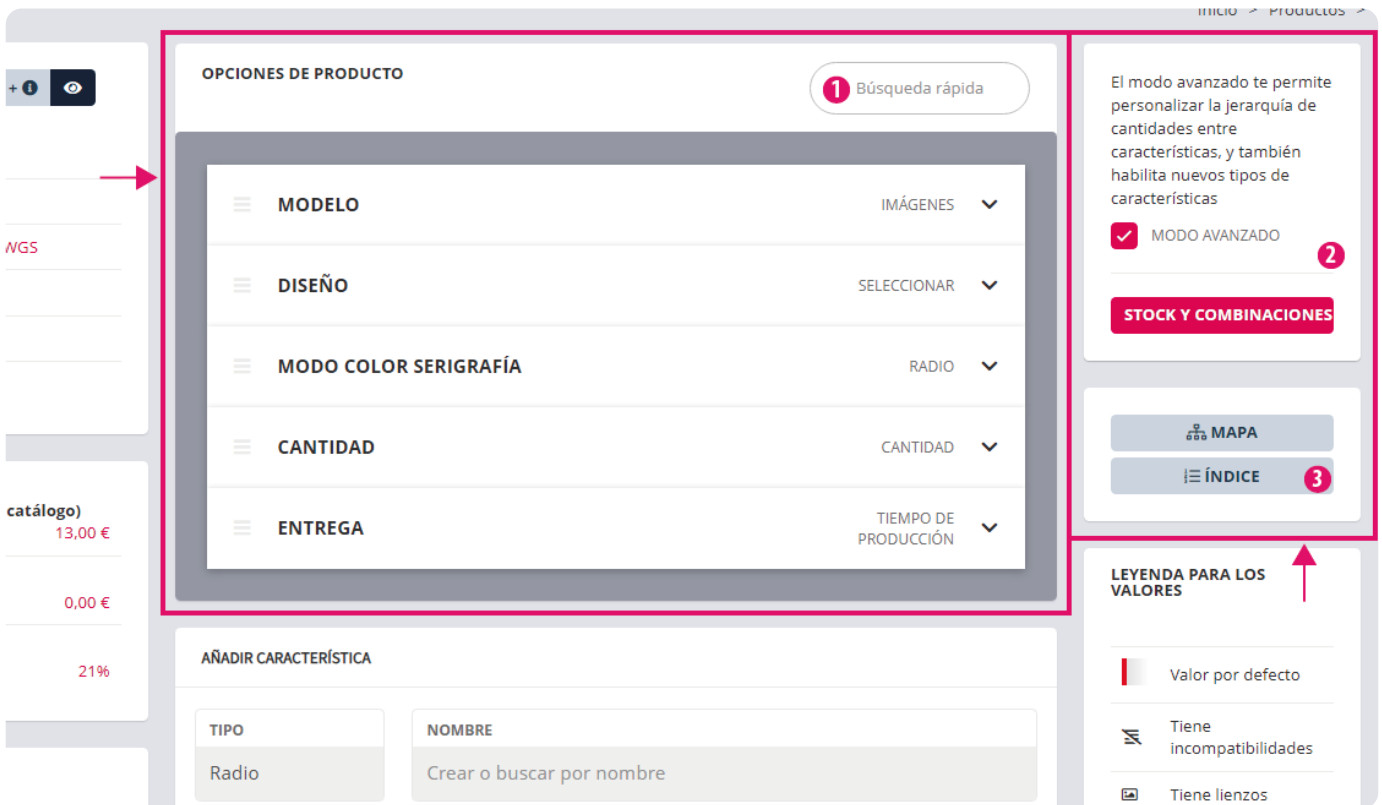 Inicio > Productos >
+
WGS
catálogo)
13,00 €
0,00 €
21%
OPCIONES DE PRODUCTO
1 Búsqueda rápida
MODELO IMÁGENES
DISEÑO SELECCIONAR
MODO COLOR SERIGRAFÍA RADIO
CANTIDAD CANTIDAD
ENTREGA TIEMPO DE
PRODUCCIÓN
AÑADIR CARACTERÍSTICA
TIPO NOMBRE
Radio Crear o buscar por nombre
El modo avanzado te permite
personalizar la jerarquía de
cantidades entre
características, y también
habilita nuevos tipos de
características
MODO AVANZADO
2
STOCK Y COMBINACIONES
MAPA
ÍNDICE 3
LEYENDA PARA LOS
VALORES
Valor por defecto
Tiene
incompatibilidades
Tiene lienzos